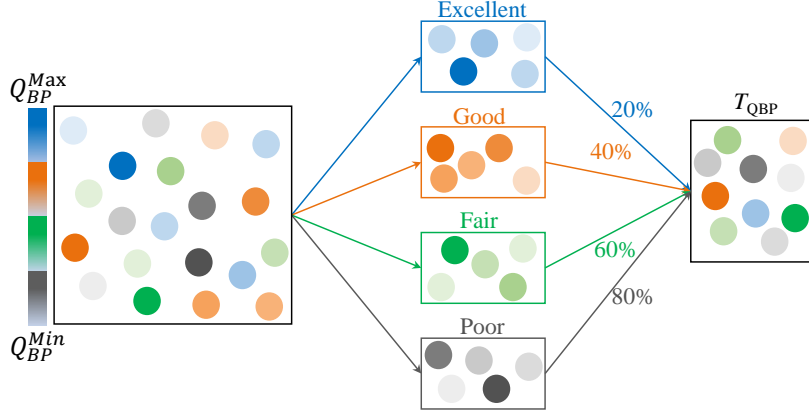 Excellent
Q_{BP}^{Max}
20%
T_{QBP}
Good
40%
Fair
60%
80%
Poor
Q_{BP}^{Min}